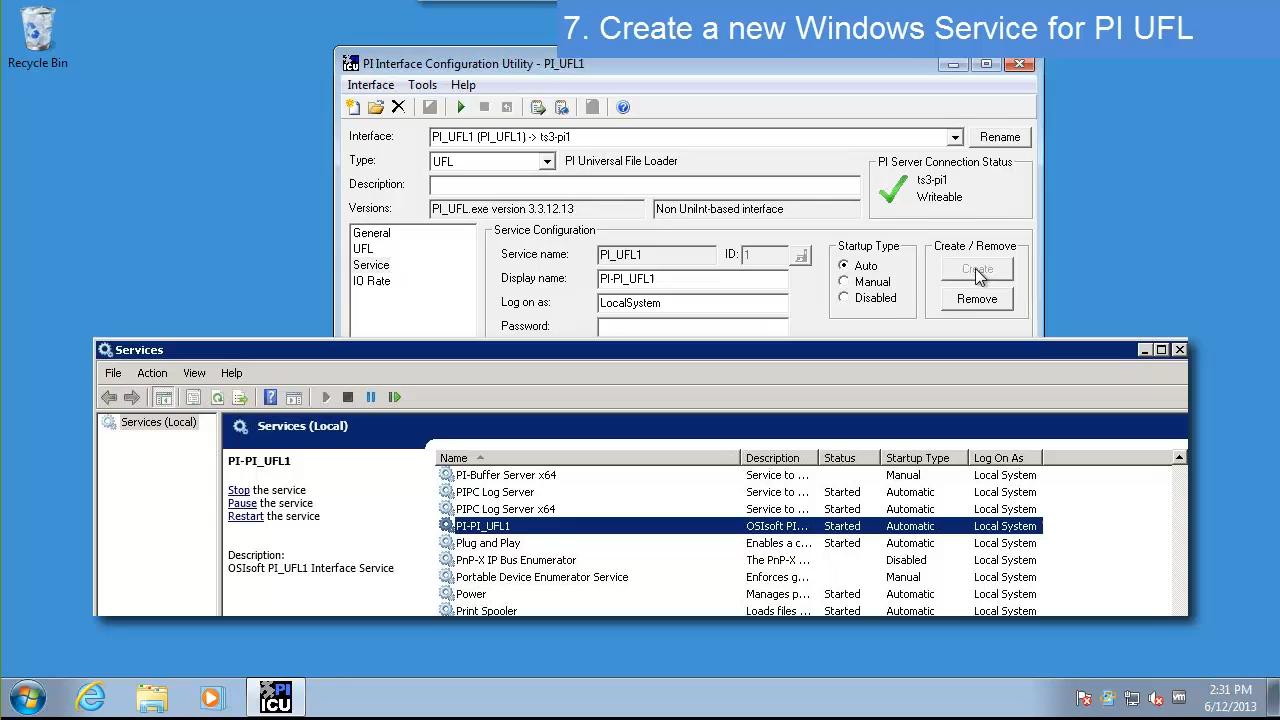 7. Create a new Windows Service for PI UFL
Recycle Bin
PI ICU
PI Interface Configuration Utility - PI_UFL1
Interface Tools Help
Interface: PI_UFL1 (PI_UFL1) -> ts3-pi1 Rename
Type: UFL PI Universal File Loader
PI Server Connection Status
ts3-pi1
Writeable
Description:
Versions: PI_UFL.exe version 3.3.12.13 Non UniInt-based interface
General
UFL
Service
IO Rate
Service Configuration
Service name: PI_UFL1 ID: 1
Display name: PI-PI_UFL1
Log on as: LocalSystem
Password:
Startup Type
Auto
Manual
Disabled
Create / Remove
Create
Remove
Services
File Action View Help
Services (Local)
Services (Local)
PI-PI_UFL1
Stop the service
Pause the service
Restart the service
Description:
OSIsoft PI_UFL1 Interface Service
Name Description Status Startup Type Log On As
PI-Buffer Server x64 Service to ... Manual Local System
PIPC Log Server Service to ... Started Automatic Local System
PIPC Log Server x64 Service to ... Started Automatic Local System
PI-PI_UFL1 OSIsoft PI... Started Automatic Local System
Plug and Play Enables a c... Started Automatic Local System
PnP-X IP Bus Enumerator The PnP-X ... Disabled Local System
Portable Device Enumerator Service Enforces g... Manual Local System
Power Manages p... Started Automatic Local System
Print Spooler Loads files ... Started Automatic Local System
PI
ICU
2:31 PM
6/12/2013